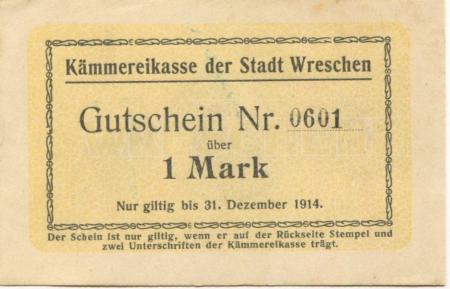 Kämmereikasse der Stadt Wreschen
Gutschein Nr. 0601
über
1 Mark
Nur giltig bis 31. Dezember 1914.
Der Schein ist nur giltig, wenn er auf der Rückseite Stempel und
zwei Unterschriften der Kämmereikasse trägt.